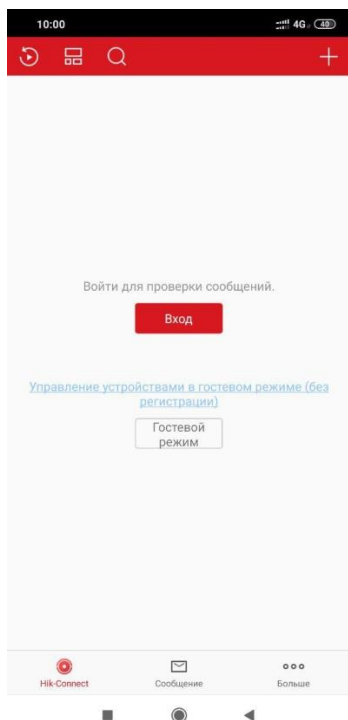 10:00
4G
40
Войти для проверки сообщений.
Вход
Управление устройствами в гостевом режиме (без
регистрации)
Гостевой
режим
Hik-Connect
Сообщение
Больше